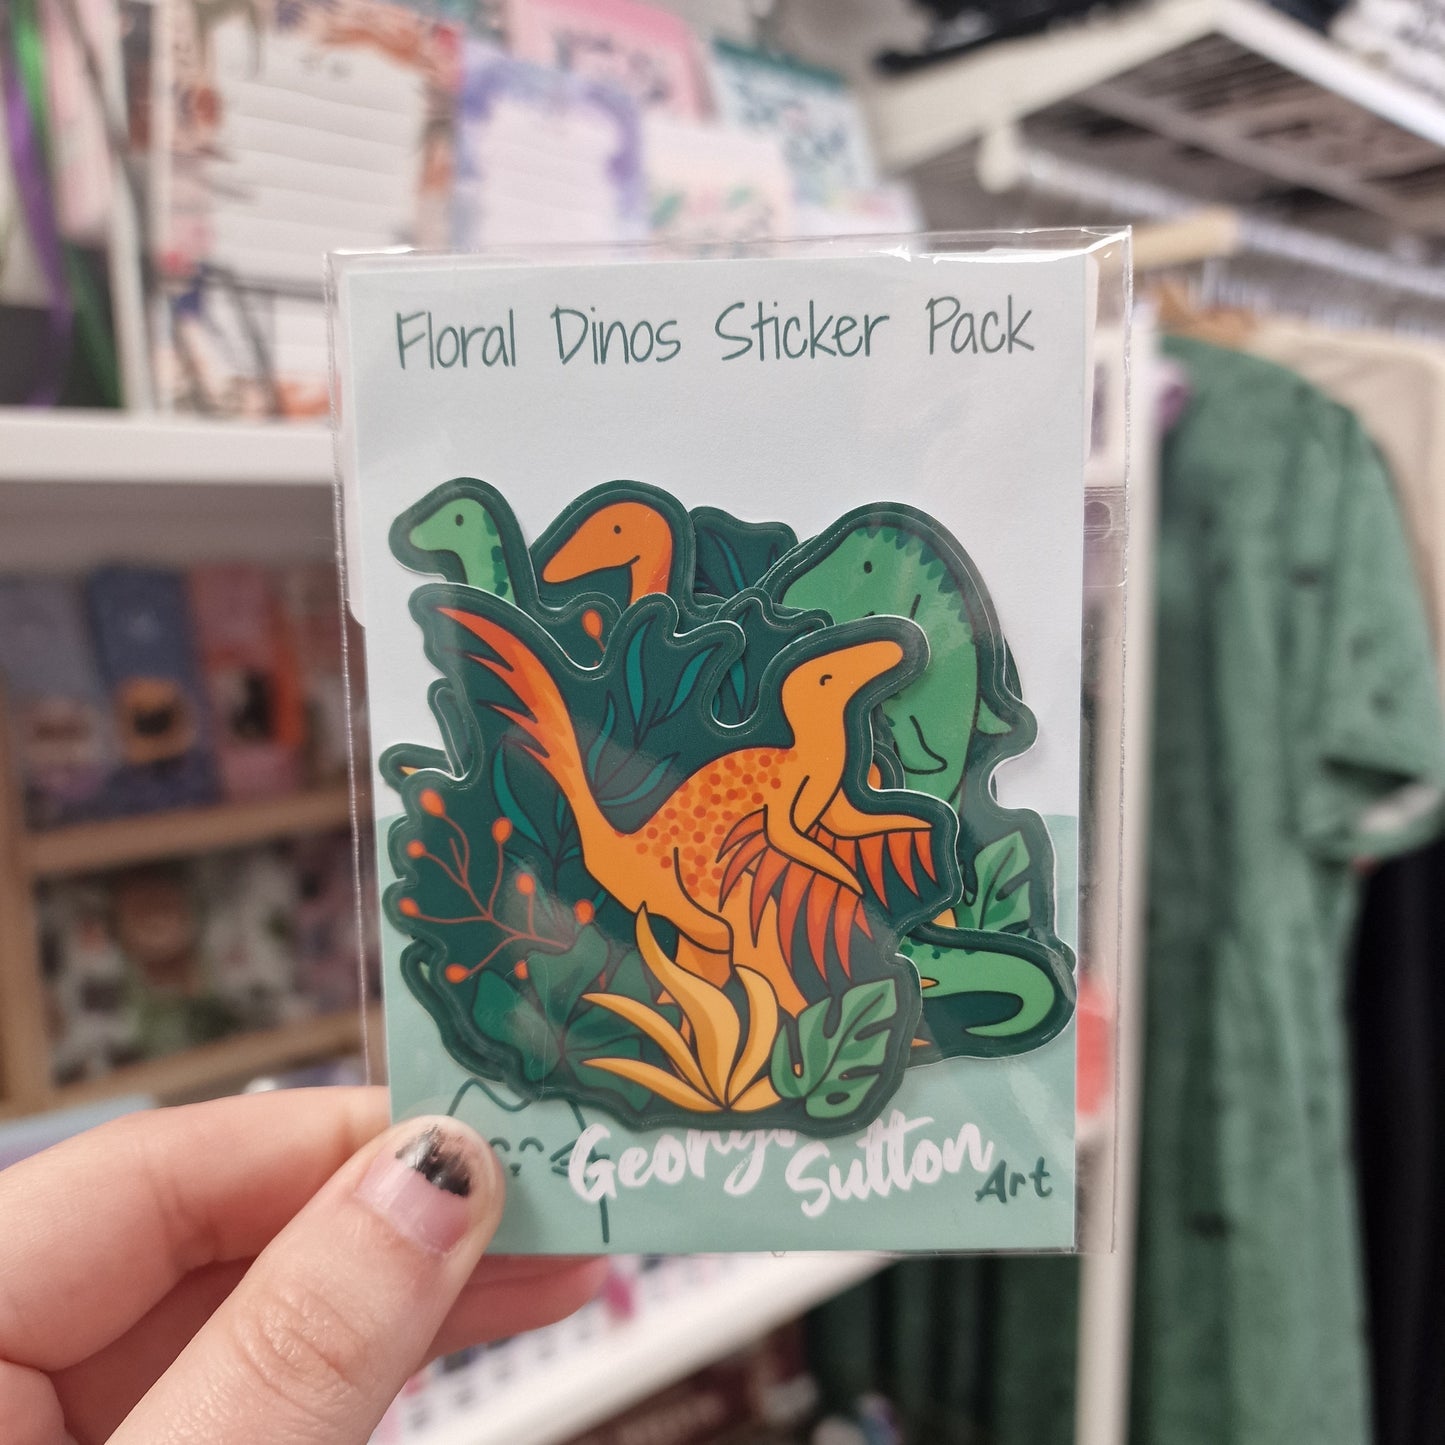 Floral Dinos Sticker Pack
Sutton
Art